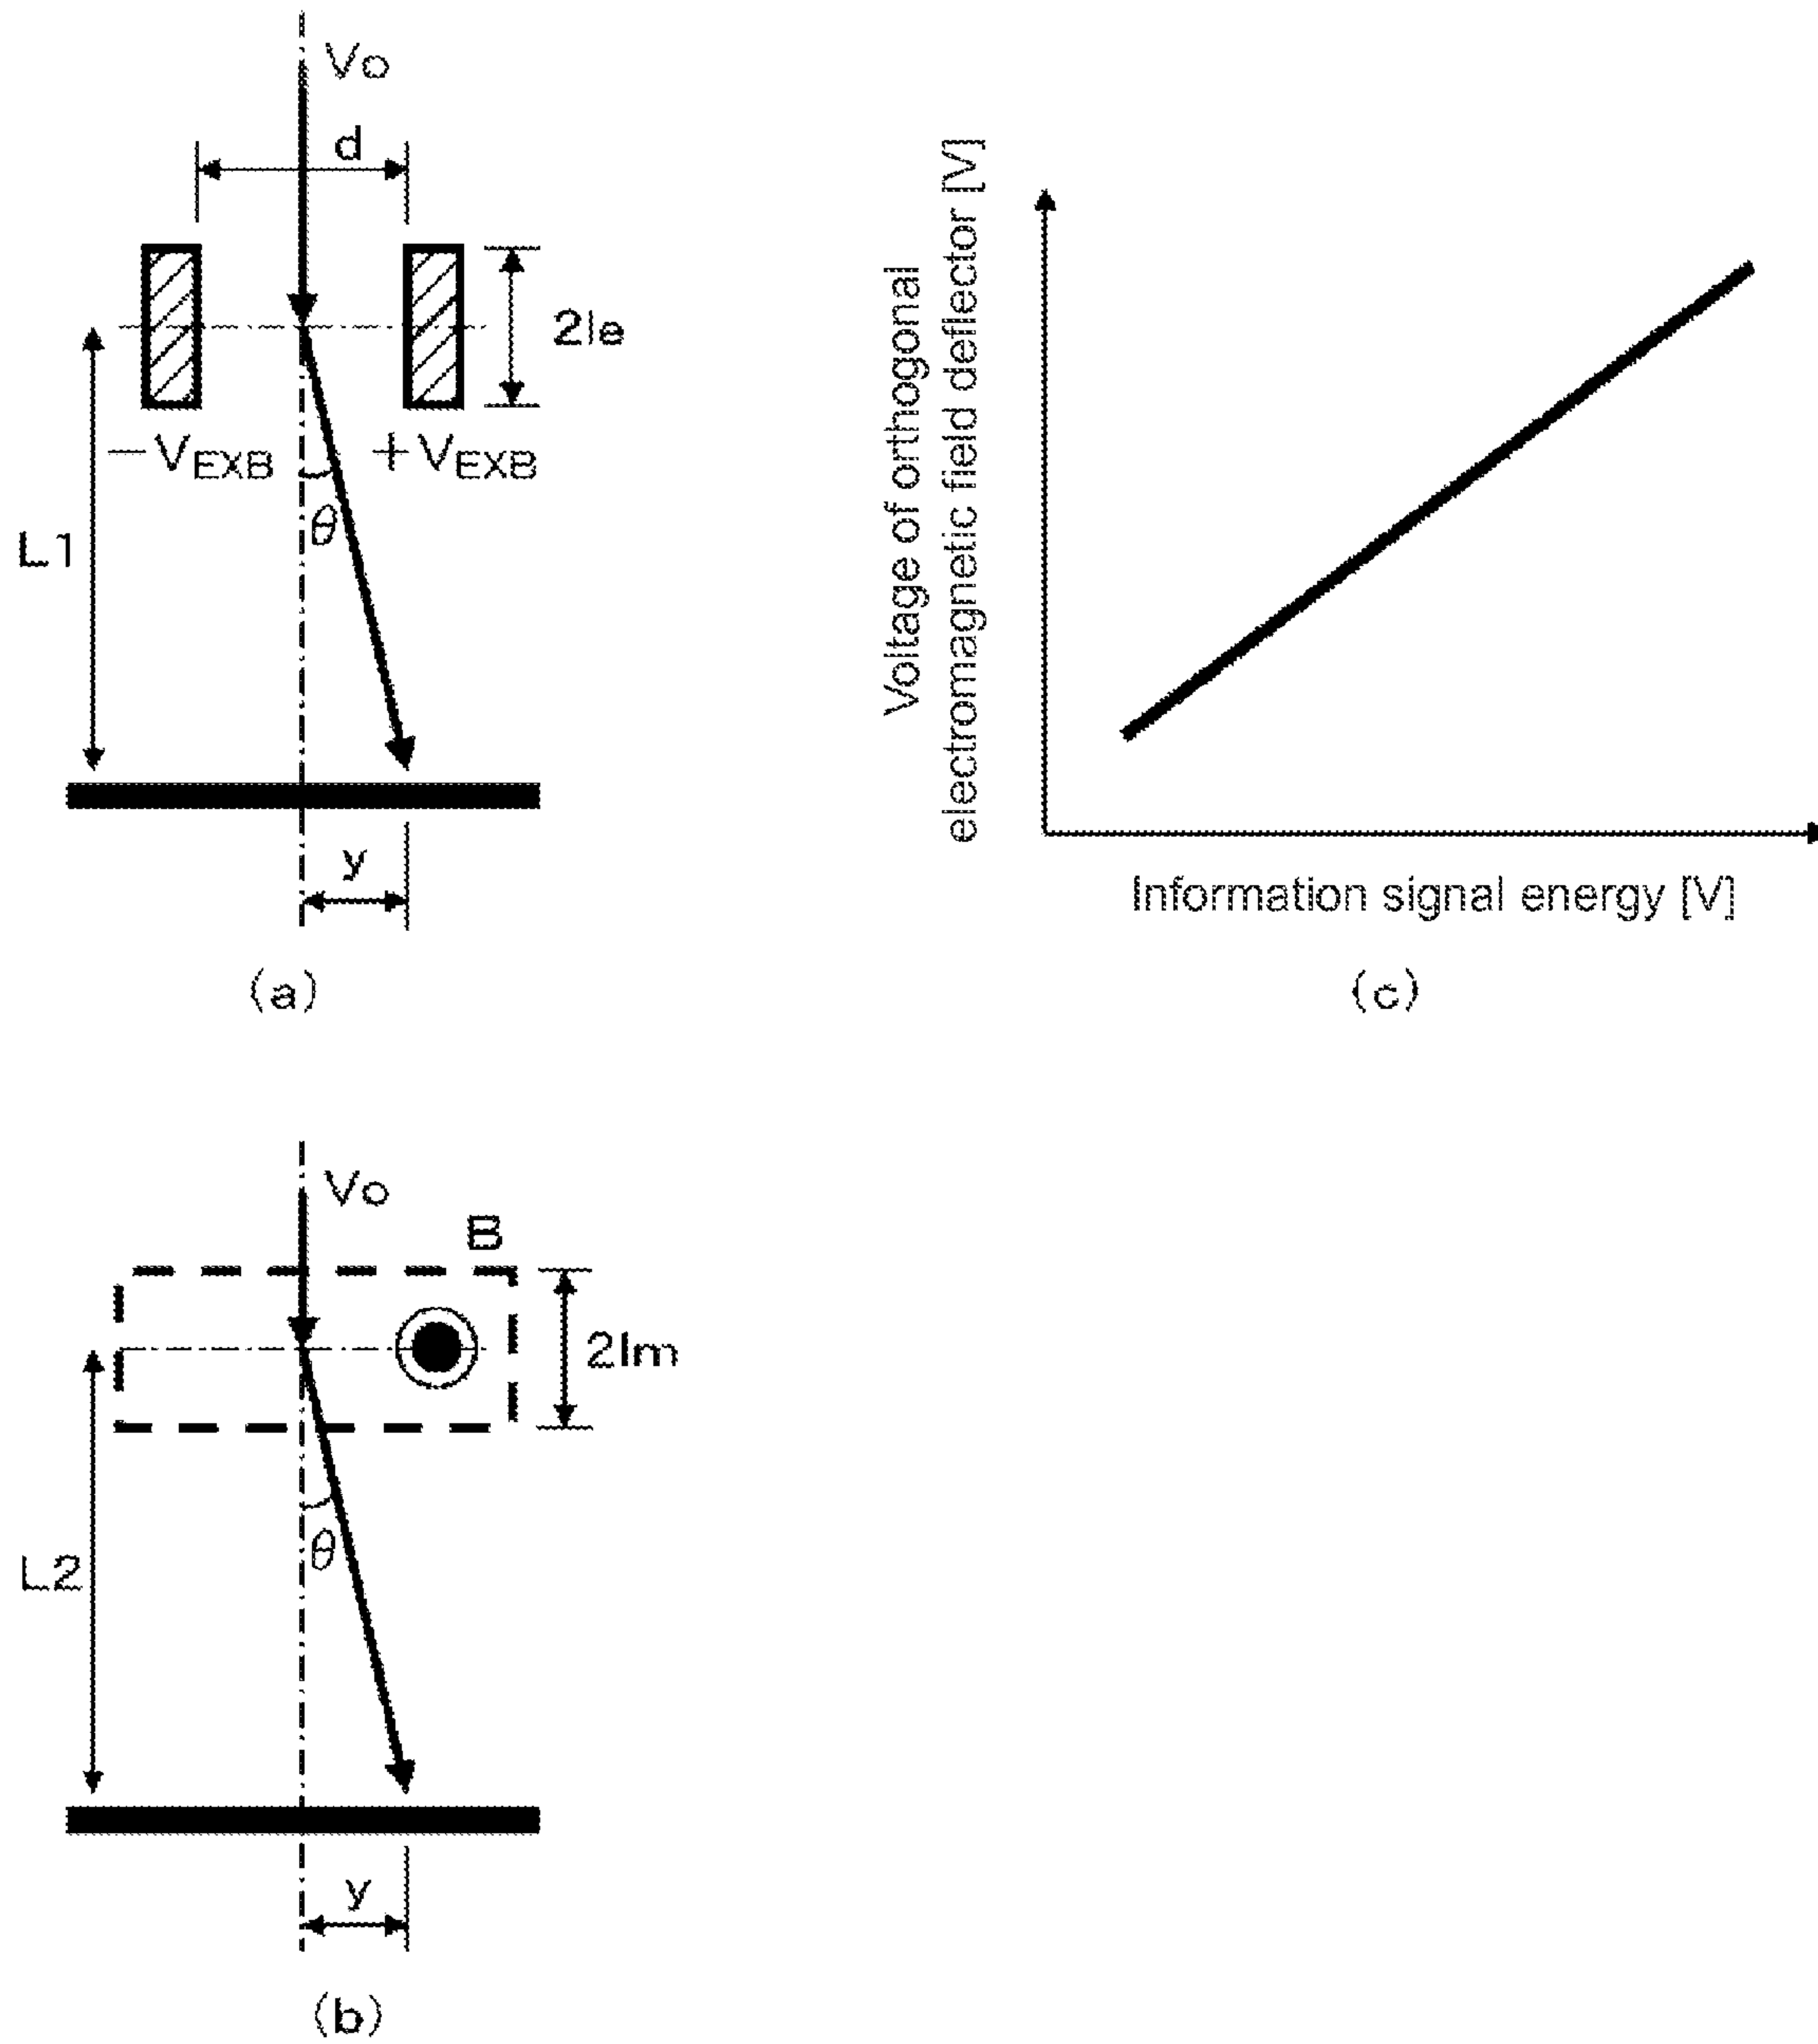 Vo
d
2le
−VEXB
+VEXB
θ
L1
y
(a)
Voltage of orthogonal
electromagnetic field deflector [V]
Information signal energy [V]
(c)
Vo
B
2lm
θ
L2
y
(b)